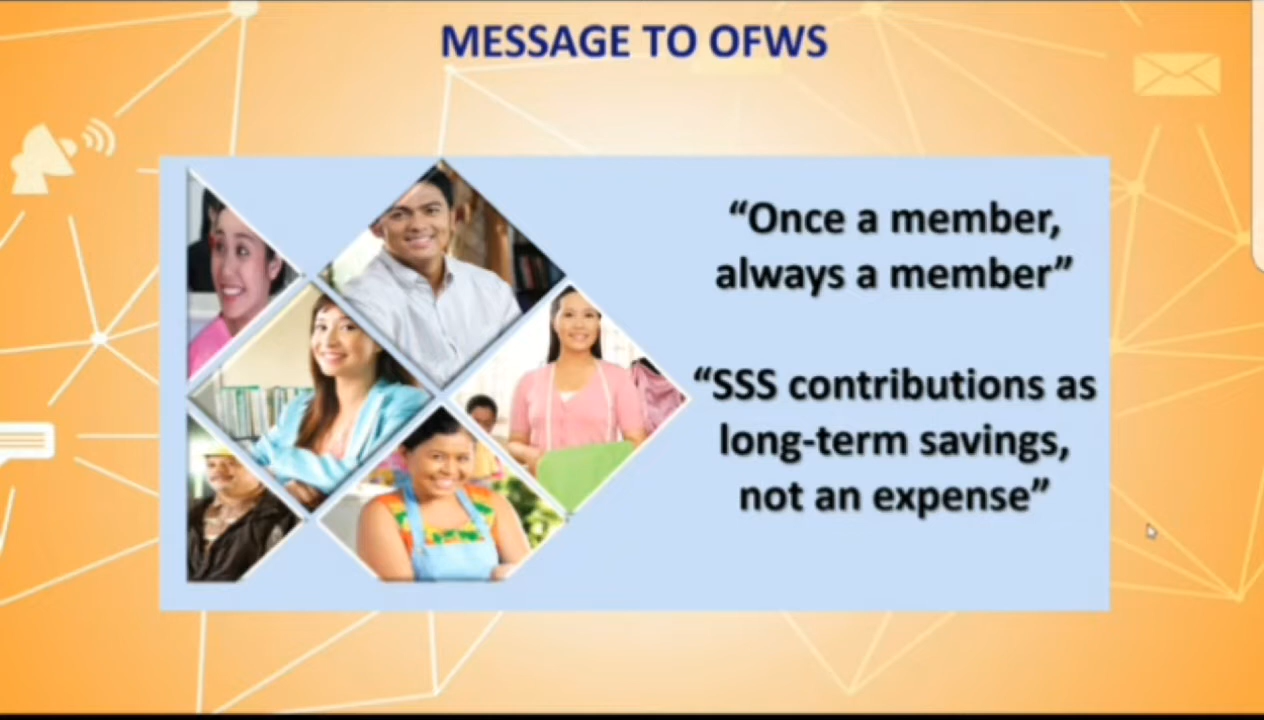 MESSAGE TO OFWS
“Once a member,
always a member”
“SSS contributions as
long-term savings,
not an expense”